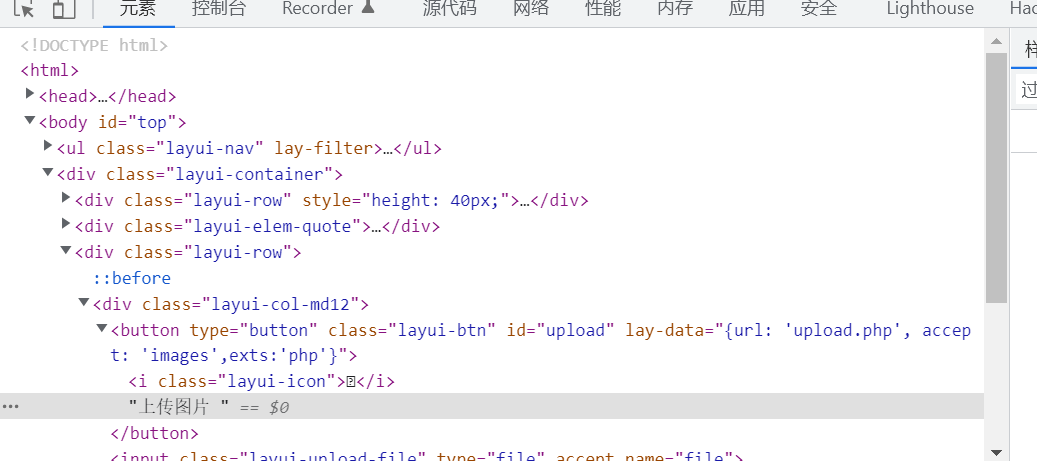 元素 控制台 Recorder 源代码 网络 性能 内存 应用 安全 Lighthouse
<!DOCTYPE html>
<html>
<head>…</head>
<body id="top">
<ul class="layui-nav" lay-filter>…</ul>
<div class="layui-container">
<div class="layui-row" style="height: 40px;">…</div>
<div class="layui-elem-quote">…</div>
<div class="layui-row">
::before
<div class="layui-col-md12">
<button type="button" class="layui-btn" id="upload" lay-data="{url: 'upload.php', accep
t: 'images',exts:'php'}">
<i class="layui-icon"></i>
"上传图片 " == $0
</button>
<input class="layui-upload-file" type="file" accept name="file">
过